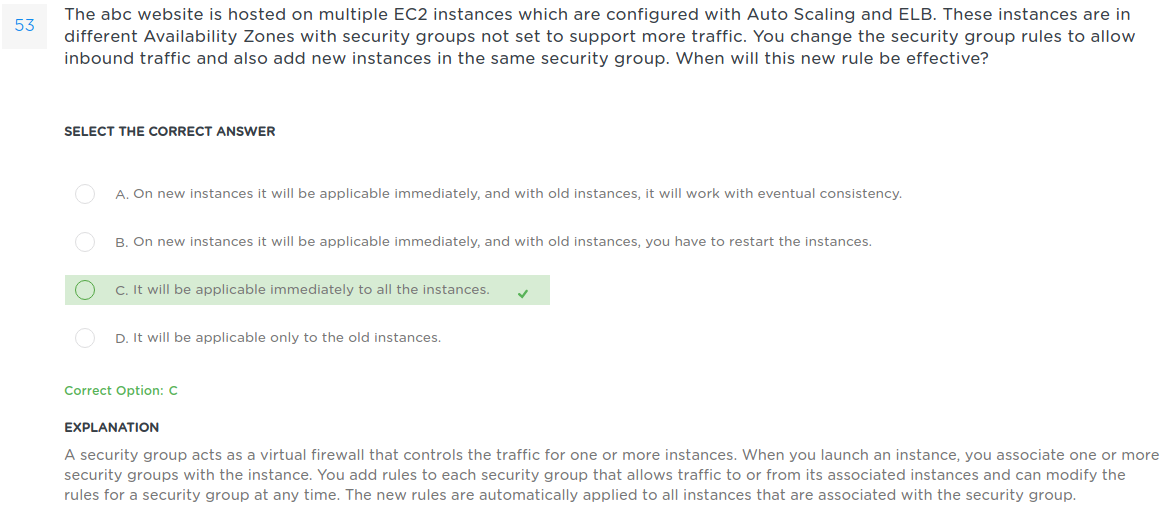 53
The abc website is hosted on multiple EC2 instances which are configured with Auto Scaling and ELB. These instances are in
different Availability Zones with security groups not set to support more traffic. You change the security group rules to allow
inbound traffic and also add new instances in the same security group. When will this new rule be effective?
SELECT THE CORRECT ANSWER
A. On new instances it will be applicable immediately, and with old instances, it will work with eventual consistency.
B. On new instances it will be applicable immediately, and with old instances, you have to restart the instances.
C. It will be applicable immediately to all the instances.
D. It will be applicable only to the old instances.
Correct Option: C
EXPLANATION
A security group acts as a virtual firewall that controls the traffic for one or more instances. When you launch an instance, you associate one or more
security groups with the instance. You add rules to each security group that allows traffic to or from its associated instances and can modify the
rules for a security group at any time. The new rules are automatically applied to all instances that are associated with the security group.